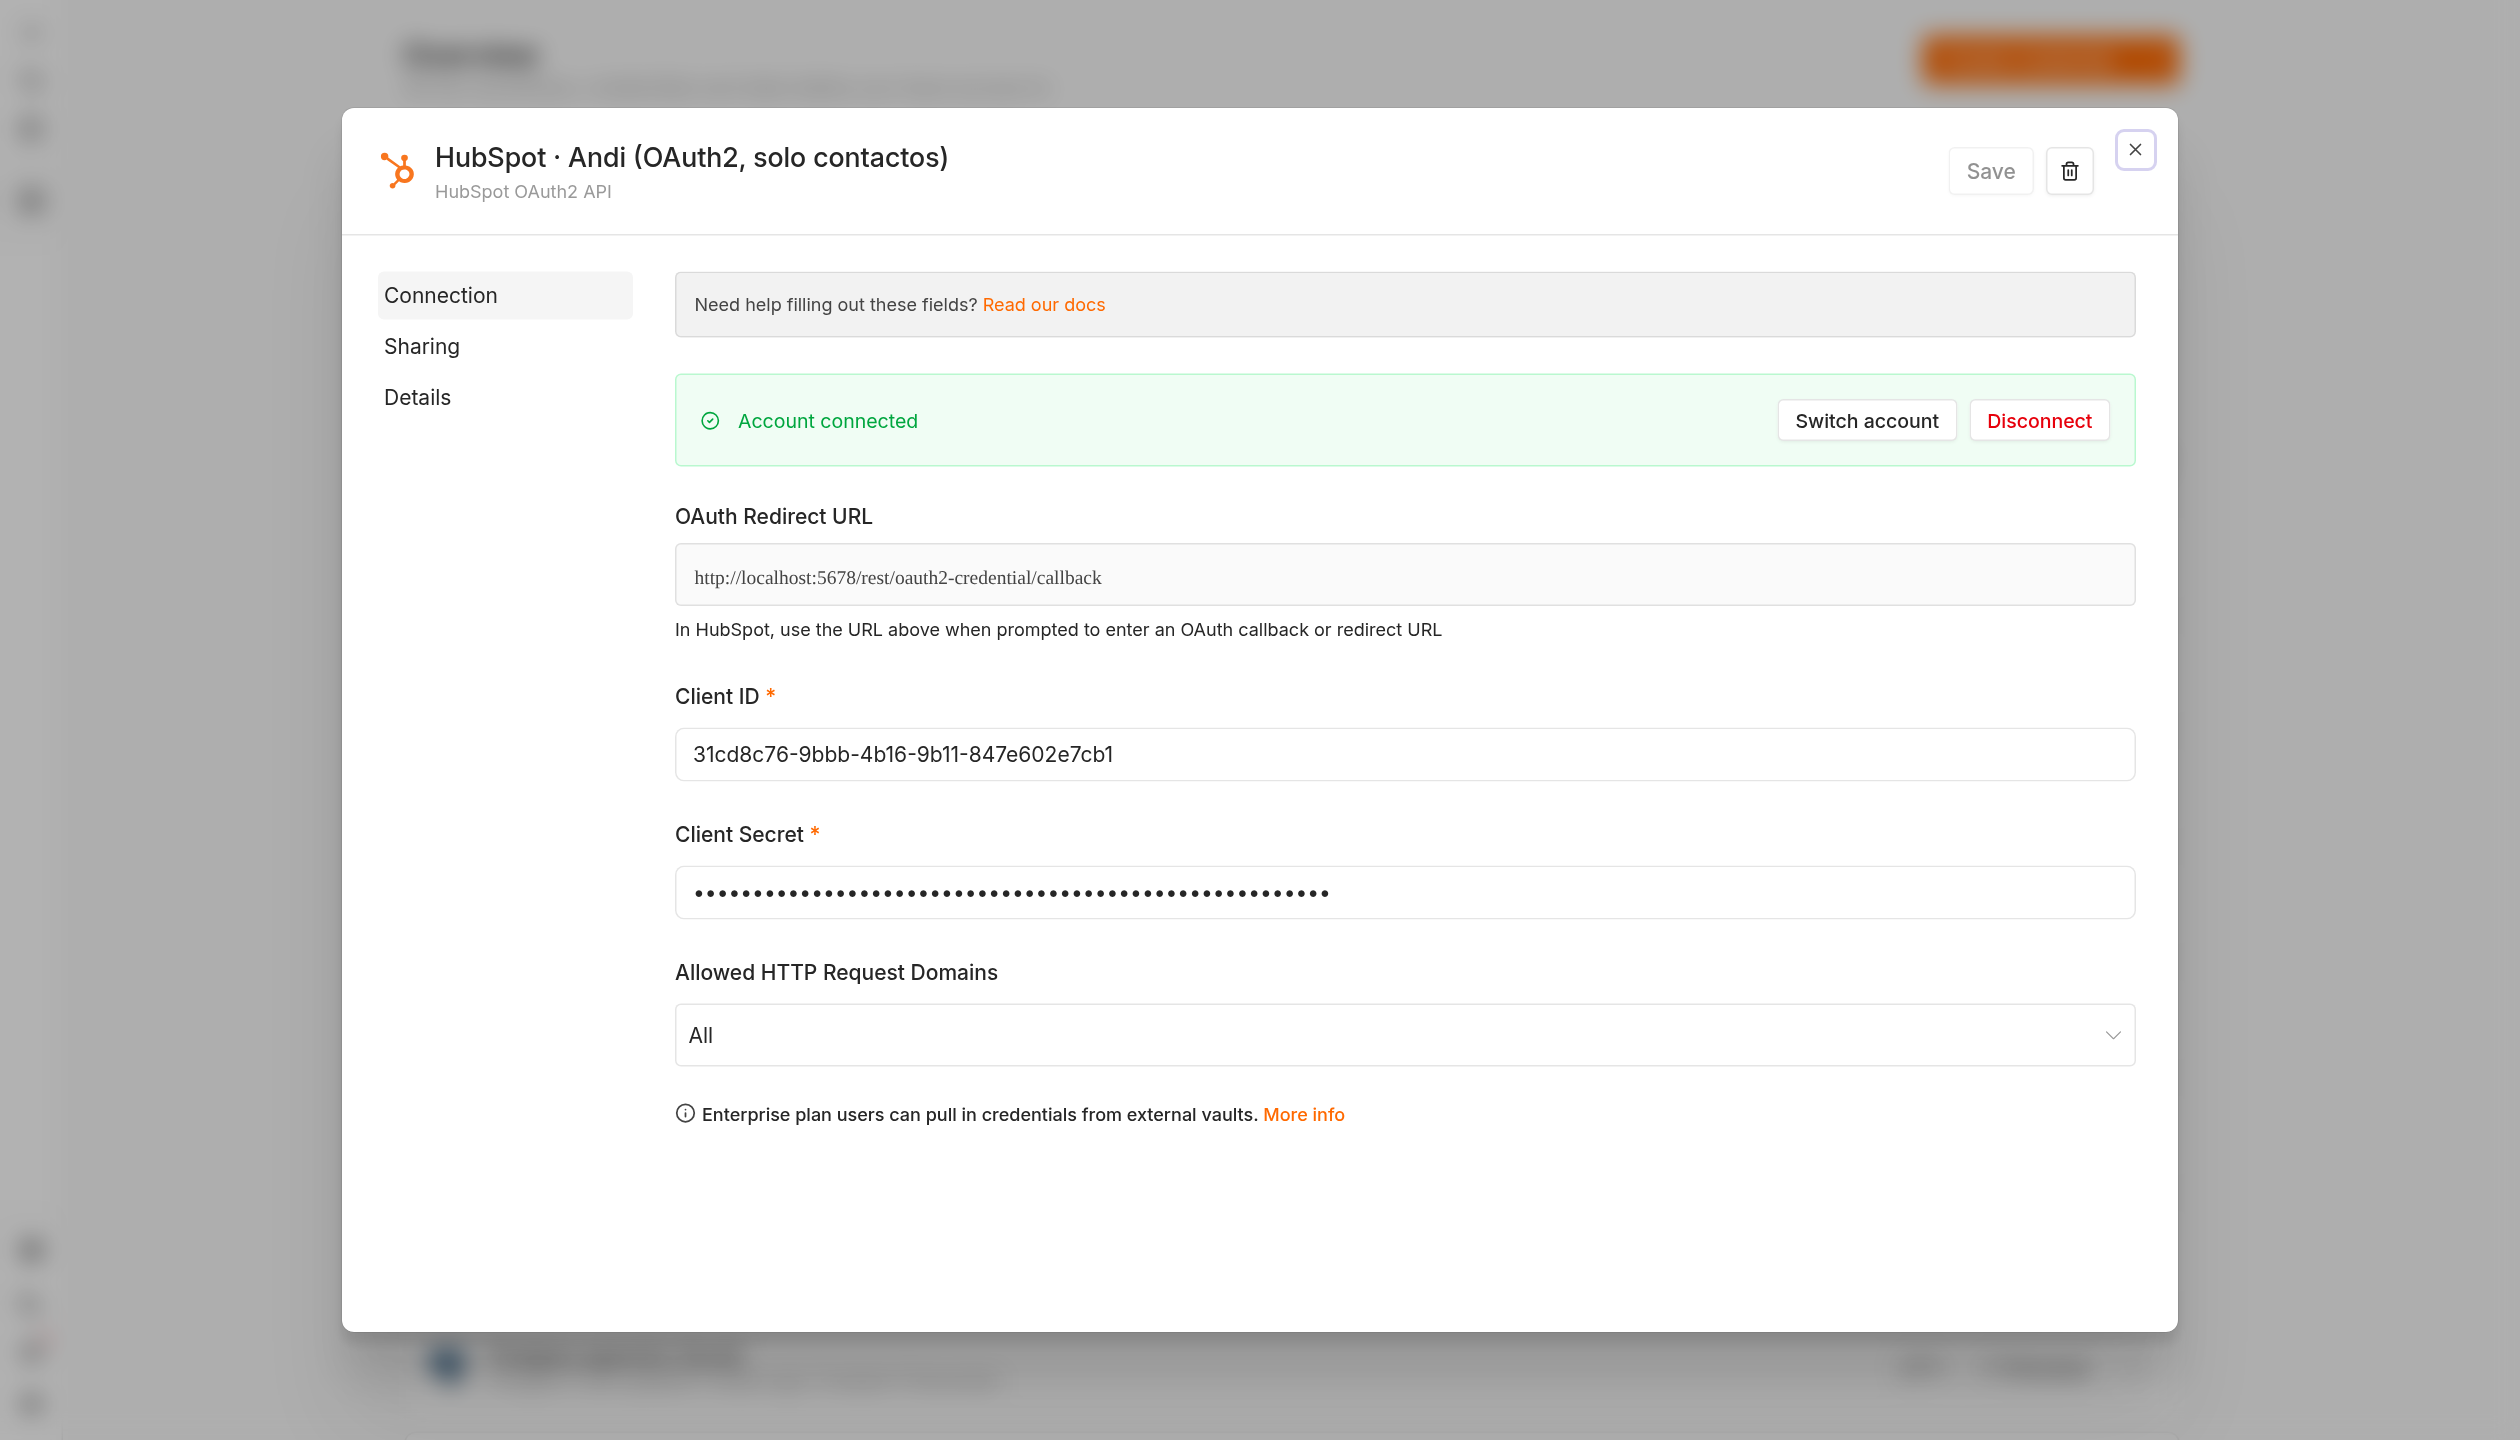 HubSpot · Andi (OAuth2, solo contactos)
HubSpot OAuth2 API
Save
Connection
Sharing
Details
Need help filling out these fields? Read our docs
Account connected
Switch account
Disconnect
OAuth Redirect URL
http://localhost:5678/rest/oauth2-credential/callback
In HubSpot, use the URL above when prompted to enter an OAuth callback or redirect URL
Client ID *
31cd8c76-9bbb-4b16-9b11-847e602e7cb1
Client Secret *
Allowed HTTP Request Domains
All
Enterprise plan users can pull in credentials from external vaults. More info